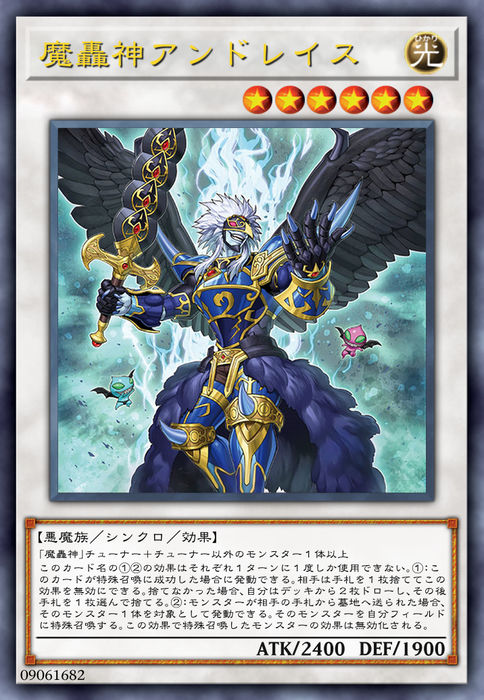 魔轟神アンドレイス
ひかり
光
【悪魔族／シンクロ／効果】
「魔轟神」チューナー＋チューナー以外のモンスター１体以上
このカード名の①②の効果はそれぞれ１ターンに１度しか使用できない。①：こ
のカードが特殊召喚に成功した場合に発動できる。相手は手札を１枚捨ててこの
効果を無効にできる。捨てなかった場合、自分はデッキから２枚ドローし、その後
手札を１枚選んで捨てる。②：モンスターが相手の手札から墓地へ送られた場合、
そのモンスター１体を対象として発動できる。そのモンスターを自分フィールド
に特殊召喚する。この効果で特殊召喚したモンスターの効果は無効化される。
ATK/2400 DEF/1900
09061682